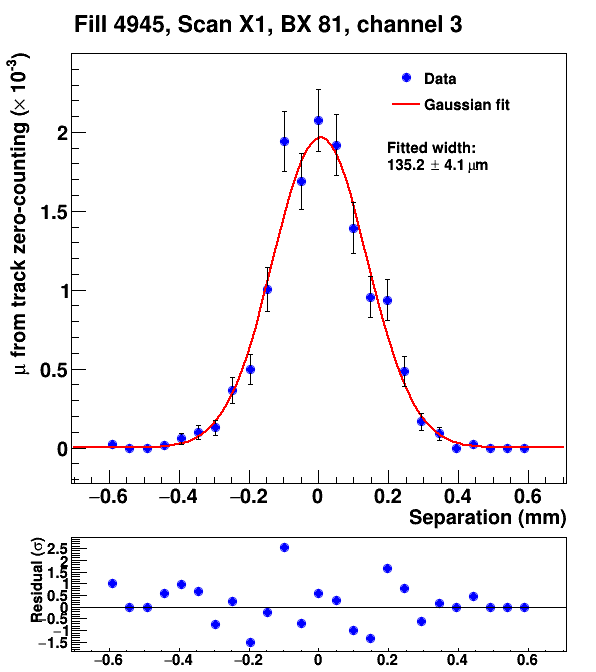 Fill 4945, Scan X1, BX 81, channel 3
μ from track zero-counting (× 10⁻³)
Data
Gaussian fit
Fitted width:
135.2 ± 4.1 μm
2
1.5
1
0.5
0
−0.6 −0.4 −0.2 0 0.2 0.4 0.6
Separation (mm)
Residual (σ)
2.5
2
1.5
1
0.5
0
−0.5
−1
−1.5
−0.6 −0.4 −0.2 0 0.2 0.4 0.6